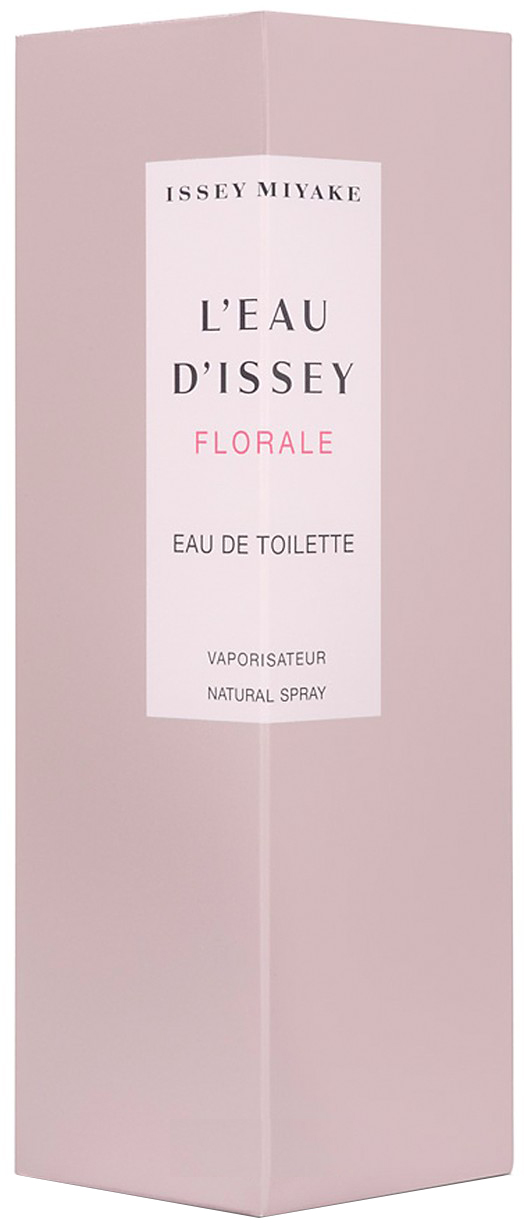 ISSEY MIYAKE
L'EAU
D'ISSEY
FLORALE
EAU DE TOILETTE
VAPORISATEUR
NATURAL SPRAY